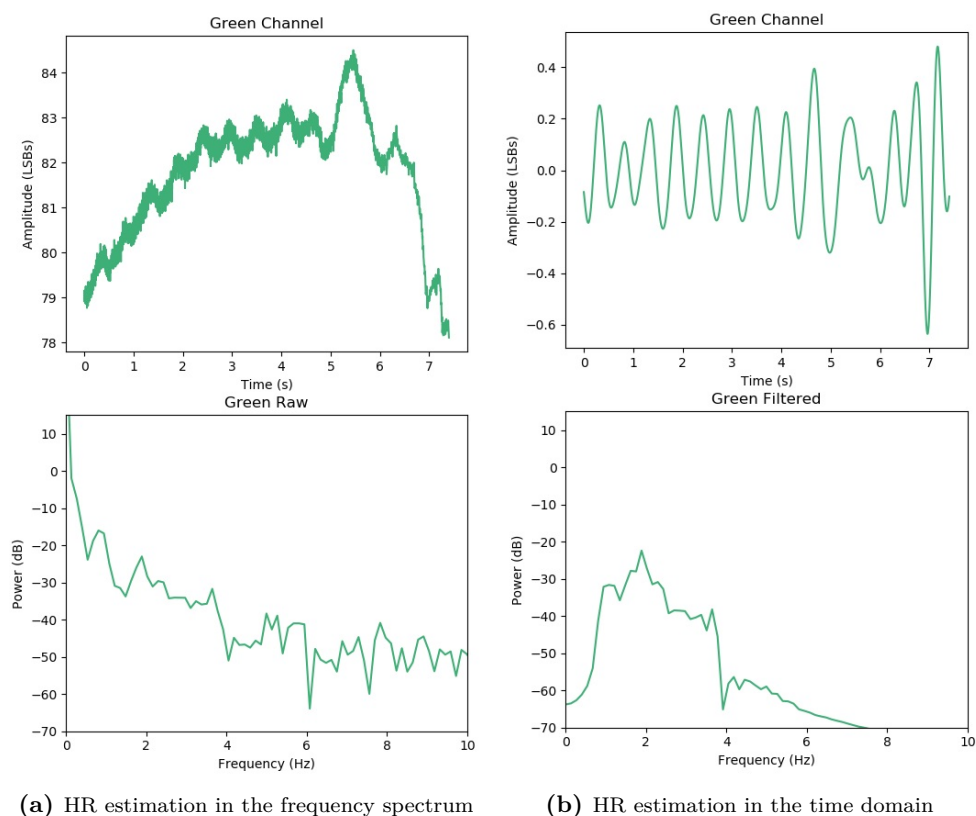 Green Channel
84
83
82
81
80
79
78
Amplitude (LSBs)
0 1 2 3 4 5 6 7
Time (s)
Green Channel
0.4
0.2
0.0
−0.2
−0.4
−0.6
Amplitude (LSBs)
0 1 2 3 4 5 6 7
Time (s)
Green Raw
10
0
−10
−20
−30
−40
−50
−60
−70
Power (dB)
0 2 4 6 8 10
Frequency (Hz)
Green Filtered
10
0
−10
−20
−30
−40
−50
−60
−70
Power (dB)
0 2 4 6 8 10
Frequency (Hz)
(a) HR estimation in the frequency spectrum
(b) HR estimation in the time domain